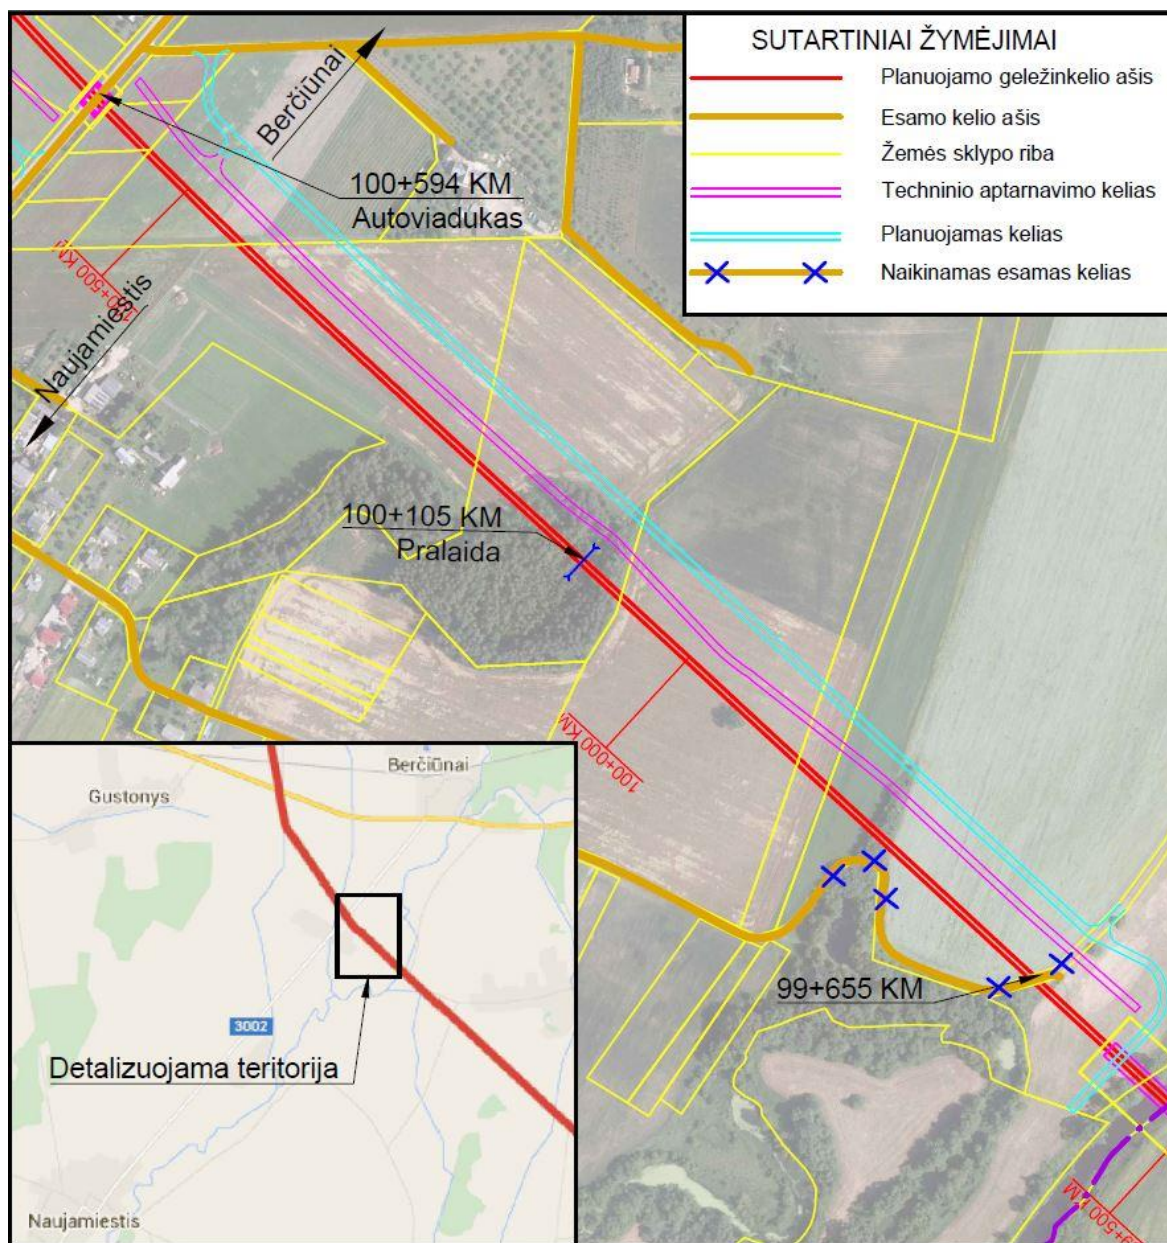 SUTARTINIAI ŽYMĖJIMAI
Planuojamo geležinkelio ašis
Esamo kelio ašis
Žemės sklypo riba
Techninio aptarnavimo kelias
Planuojamas kelias
Naikinamas esamas kelias
Berčiūnai
100+594 KM
Autoviadukas
Naujamiestis
100+105 KM
Pralaida
100+000 KM
99+655 KM
Berčiūnai
Gustonys
3002
Detalizuojama teritorija
Naujamiestis